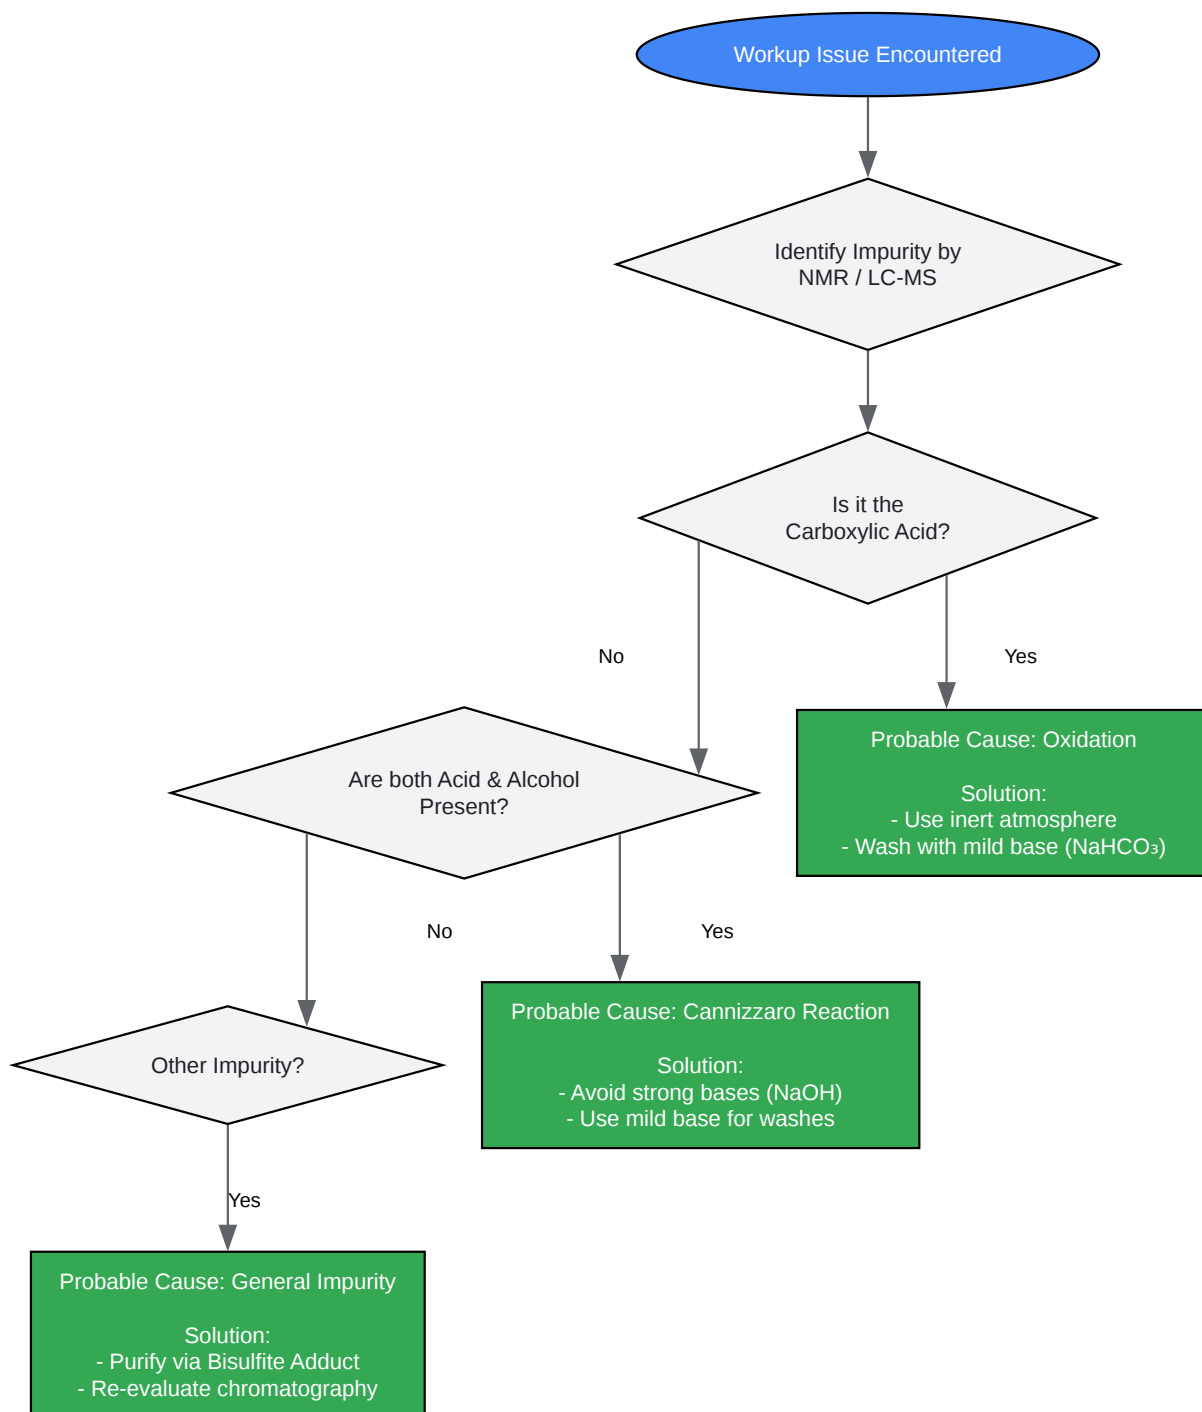 Workup Issue Encountered
Identify Impurity by
NMR / LC-MS
Is it the
Carboxylic Acid?
No
Yes
Probable Cause: Oxidation
Solution:
- Use inert atmosphere
- Wash with mild base (NaHCO₃)
Are both Acid & Alcohol
Present?
No
Yes
Probable Cause: Cannizzaro Reaction
Solution:
- Avoid strong bases (NaOH)
- Use mild base for washes
Other Impurity?
Yes
Probable Cause: General Impurity
Solution:
- Purify via Bisulfite Adduct
- Re-evaluate chromatography